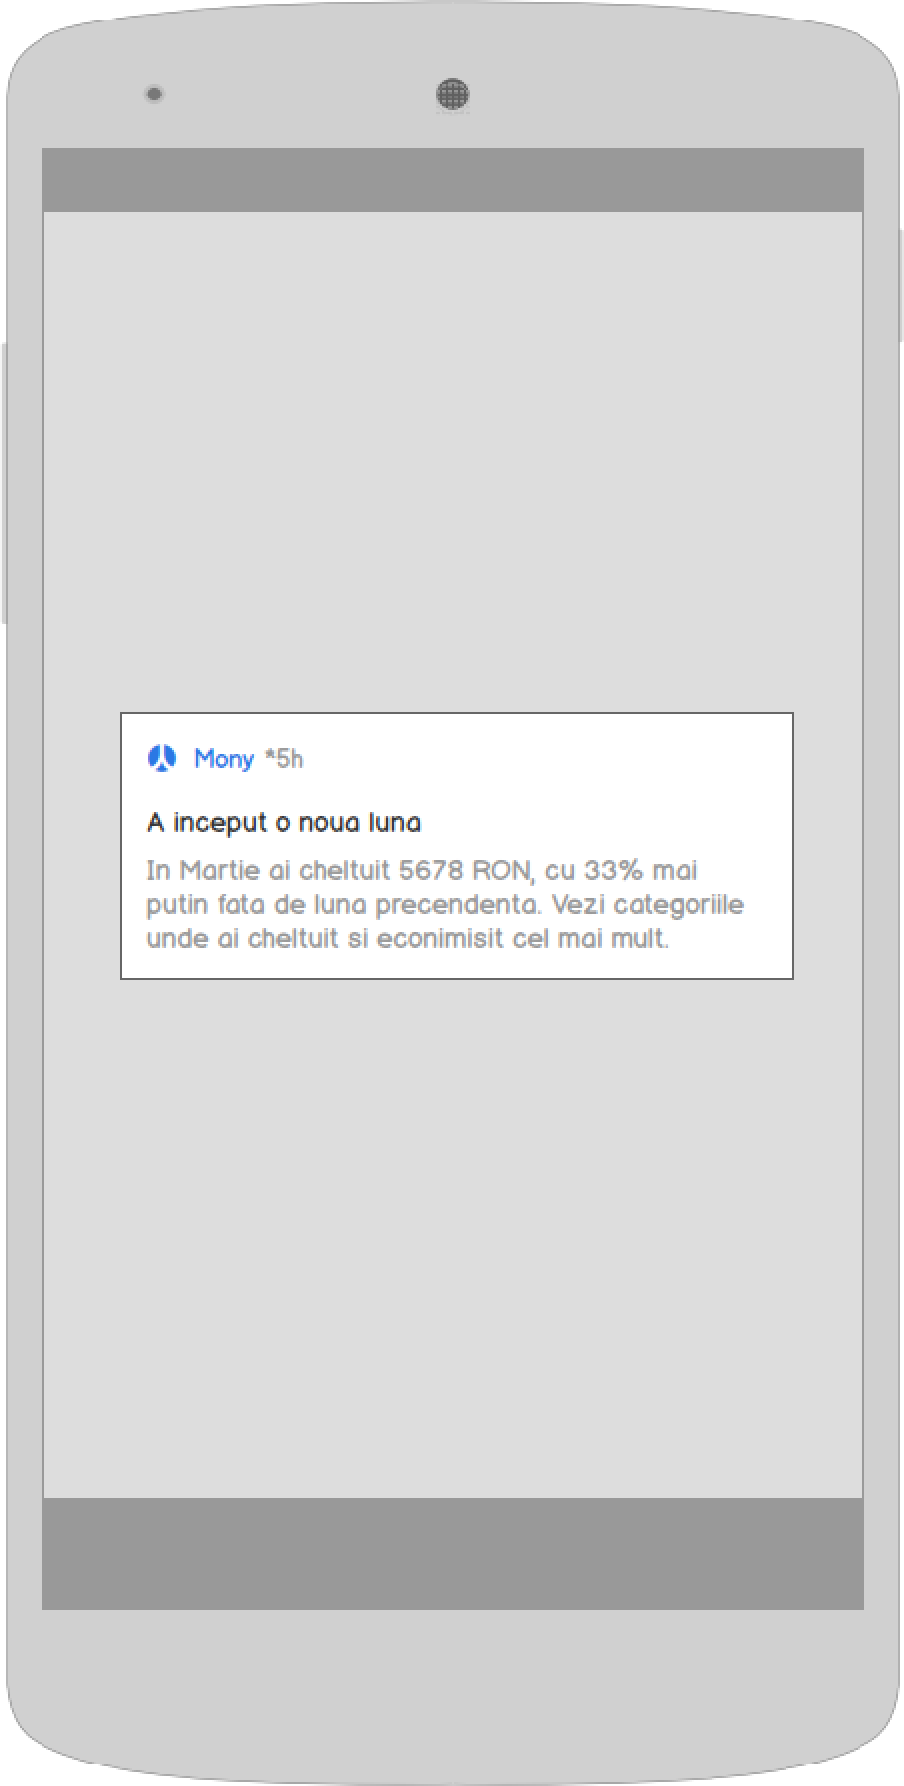 Mony *5h
A inceput o noua luna
In Martie ai cheltuit 5678 RON, cu 33% mai
putin fata de luna precendenta. Vezi categoriile
unde ai cheltuit si econimisit cel mai mult.